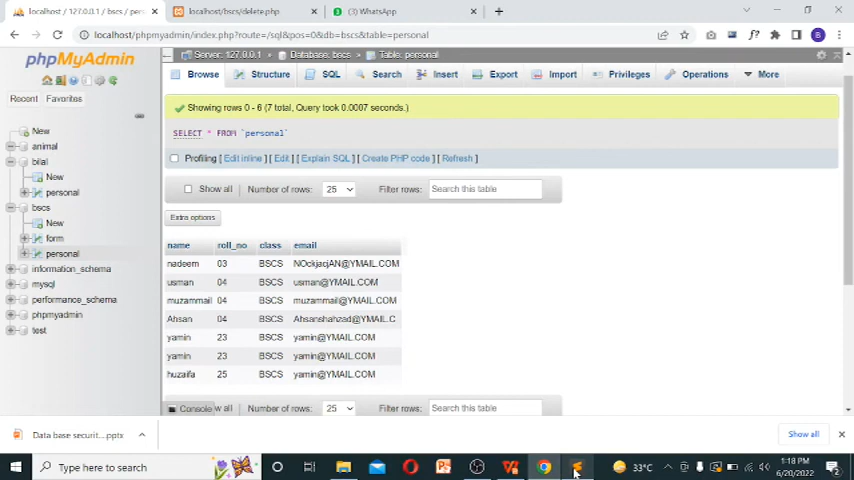 localhost / 127.0.0.1 / bscs / pers
localhost/bscs/delete.php
(3) WhatsApp
localhost/phpmyadmin/index.php?route=/sql&pos=0&db=bscs&table=personal
B
phpMyAdmin
Server: 127.0.0.1 » Database: bscs » Table: personal
Browse Structure SQL Search Insert Export Import Privileges Operations More
Recent Favorites
Showing rows 0 - 6 (7 total, Query took 0.0007 seconds.)
SELECT * FROM `personal`
Profiling [ Edit inline ] [ Edit ] [ Explain SQL ] [ Create PHP code ] [ Refresh ]
Show all Number of rows: 25 Filter rows: Search this table
Extra options
New
animal
bilal
New
personal
bscs
New
form
personal
information_schema
mysql
performance_schema
phpmyadmin
test
name roll_no class email
nadeem 03 BSCS NOckjacjAN@YMAIL.COM
usman 04 BSCS usman@YMAIL.COM
muzammail 04 BSCS muzammail@YMAIL.COM
Ahsan 04 BSCS Ahsanshahzad@YMAIL.C
yamin 23 BSCS yamin@YMAIL.COM
yamin 23 BSCS yamin@YMAIL.COM
huzaifa 25 BSCS yamin@YMAIL.COM
Console w all Number of rows: 25 Filter rows: Search this table
Data base securit....pptx
Show all
Type here to search
33°C
1:18 PM
6/20/2022
2